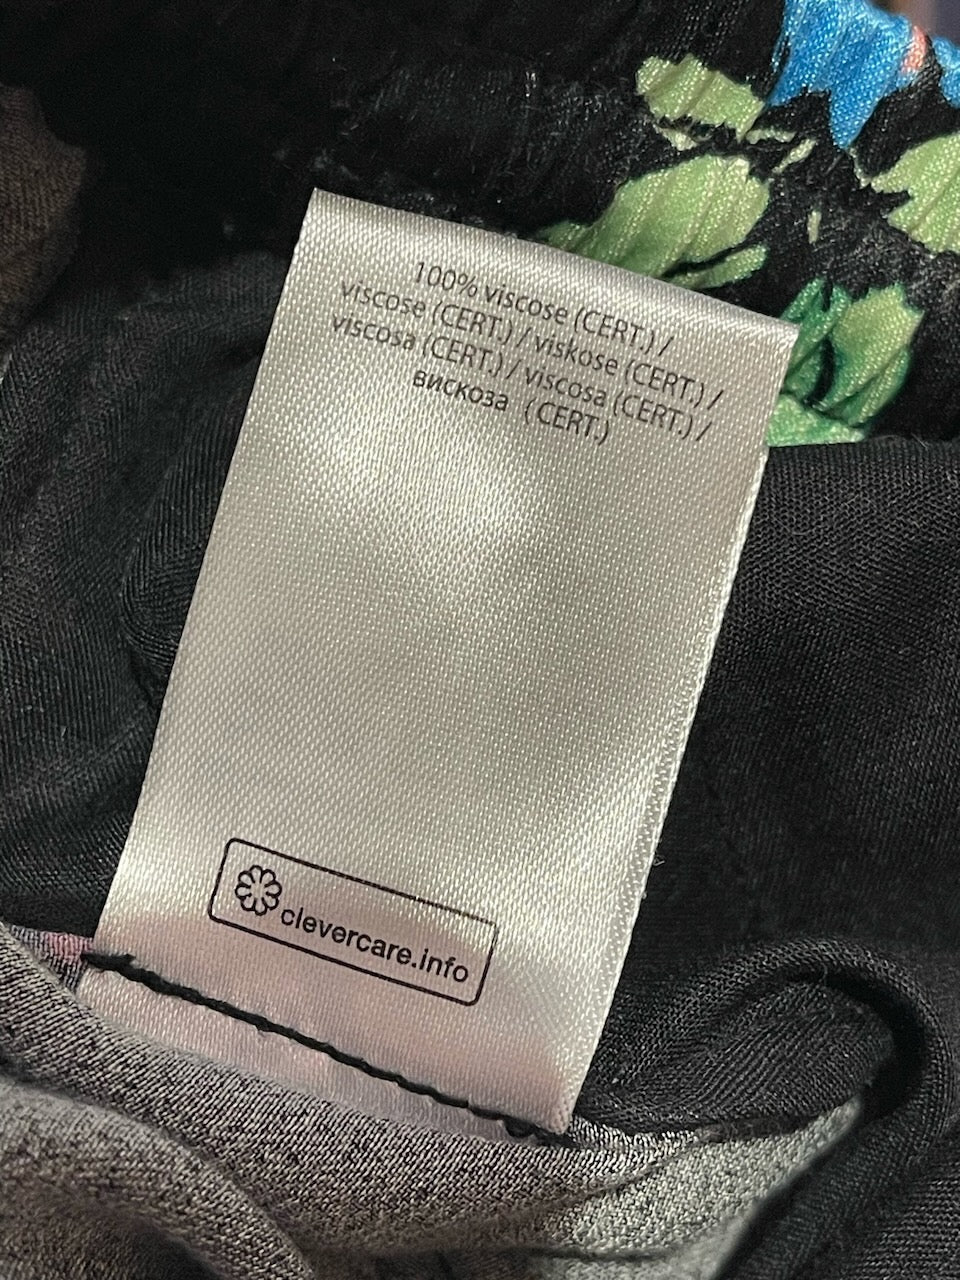 100% viscose (CERT.) /
viscose (CERT.) / viskose (CERT.) /
viscosa (CERT.) / viscosa (CERT.) /
вискоза (CERT.)
clevercare.info